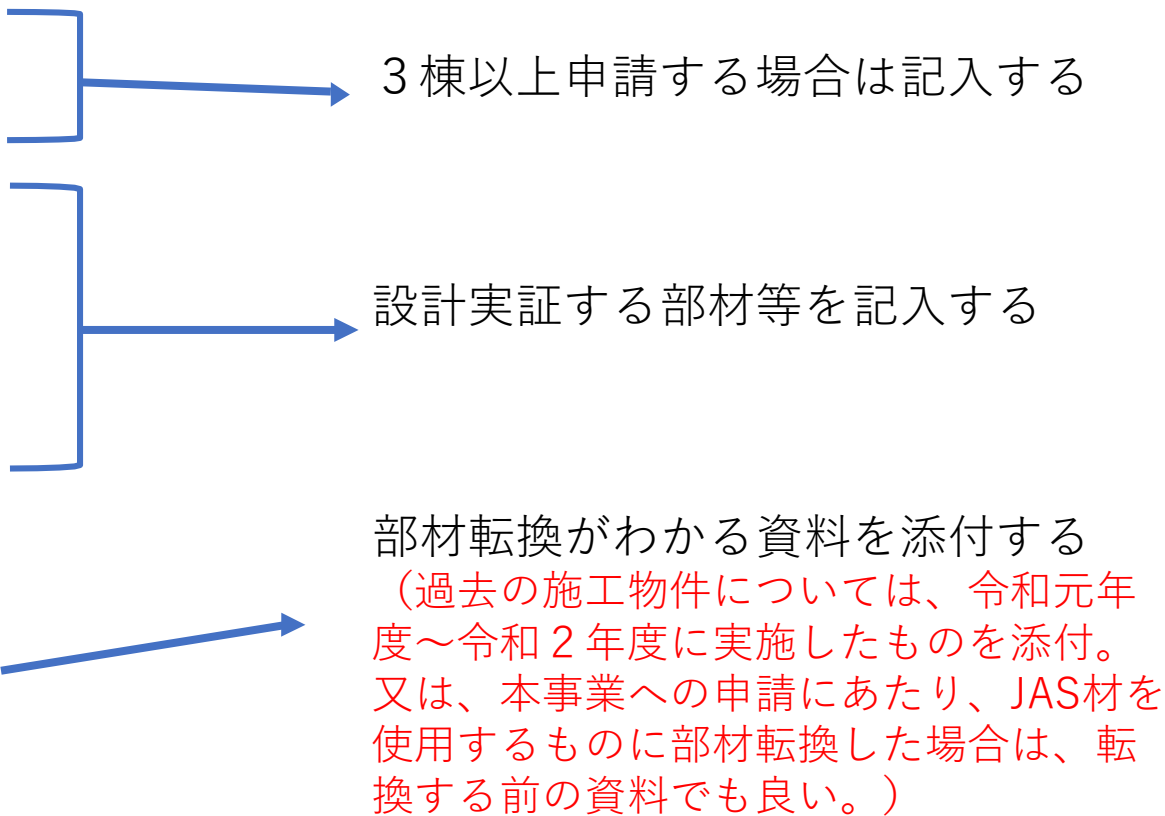 ３棟以上申請する場合は記入する
設計実証する部材等を記入する
部材転換がわかる資料を添付する
（過去の施工物件については、令和元年
度～令和２年度に実施したものを添付。
又は、本事業への申請にあたり、JAS材を
使用するものに部材転換した場合は、転
換する前の資料でも良い。）